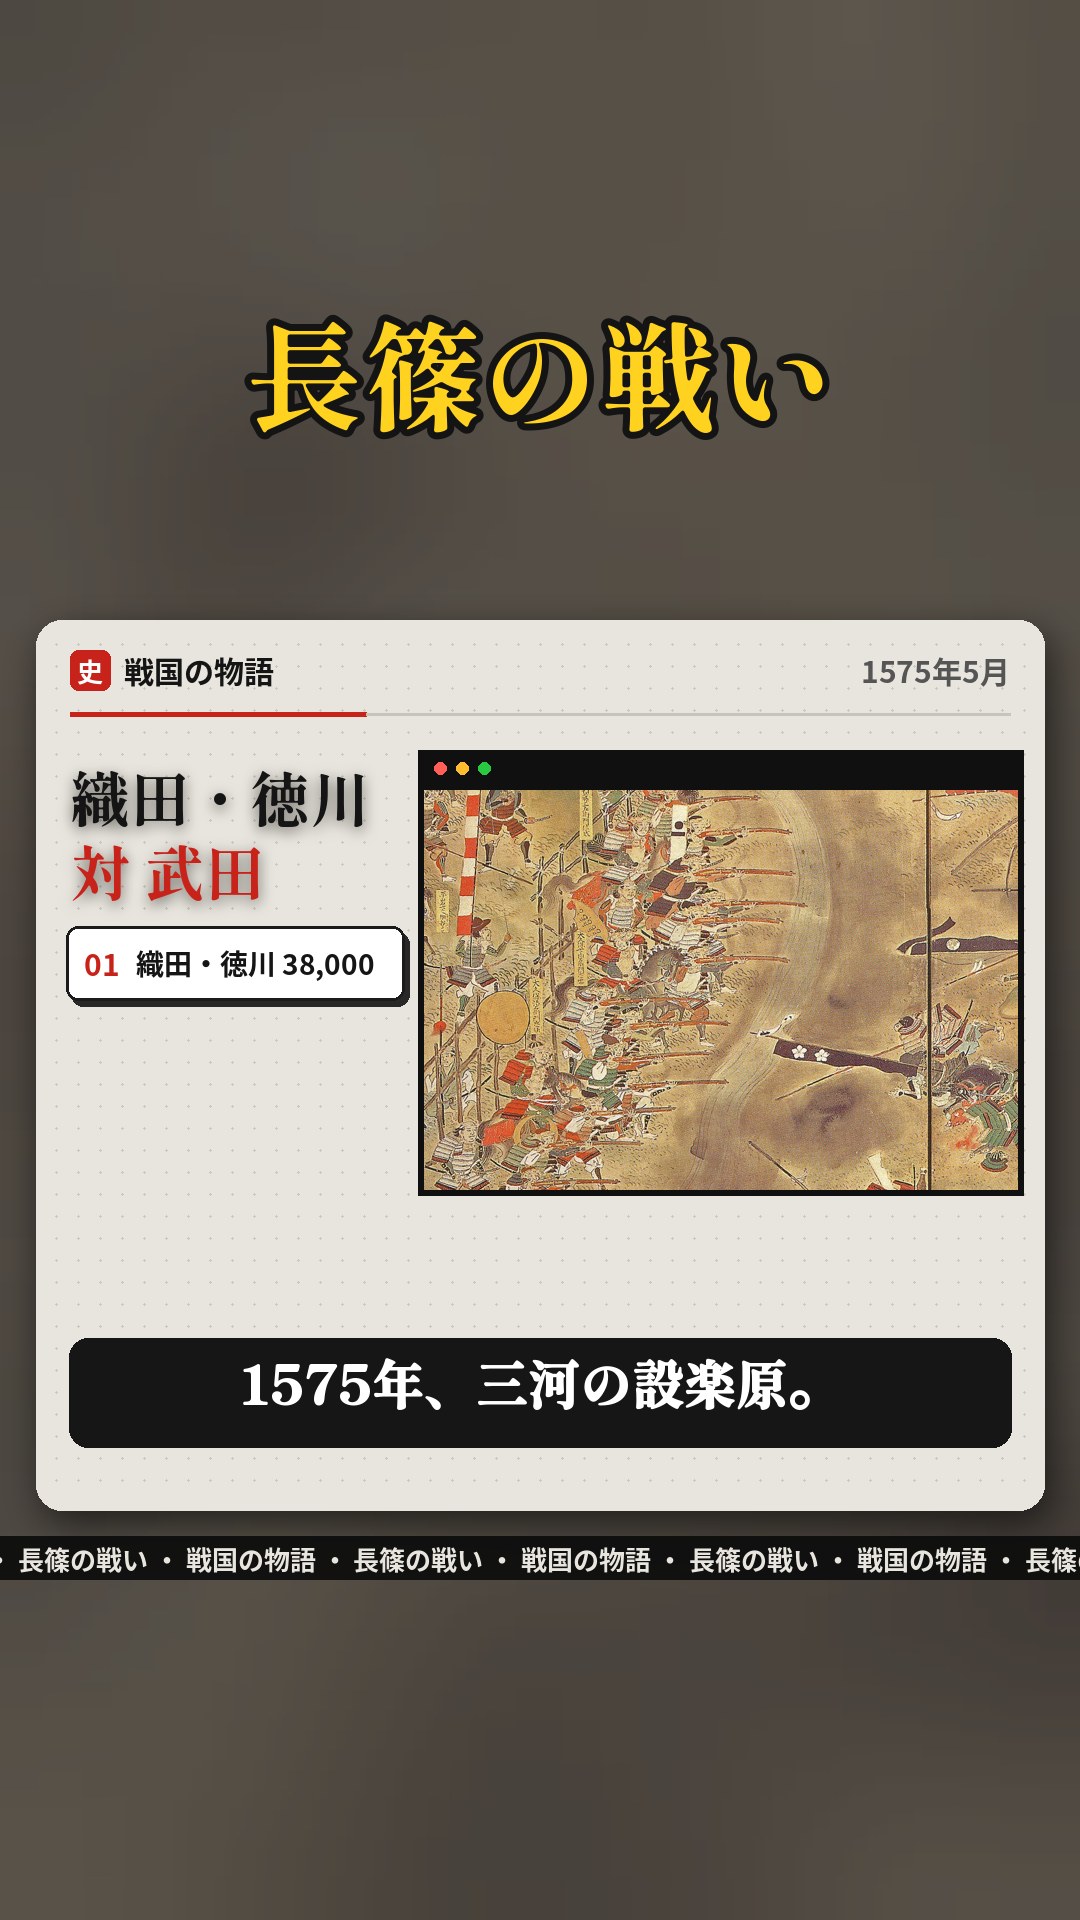 長篠の戦い
史 戦国の物語
1575年5月
織田・徳川
対 武田
01 織田・徳川 38,000
1575年、三河の設楽原。
・ 長篠の戦い ・ 戦国の物語 ・ 長篠の戦い ・ 戦国の物語 ・ 長篠の戦い ・ 戦国の物語 ・ 長篠